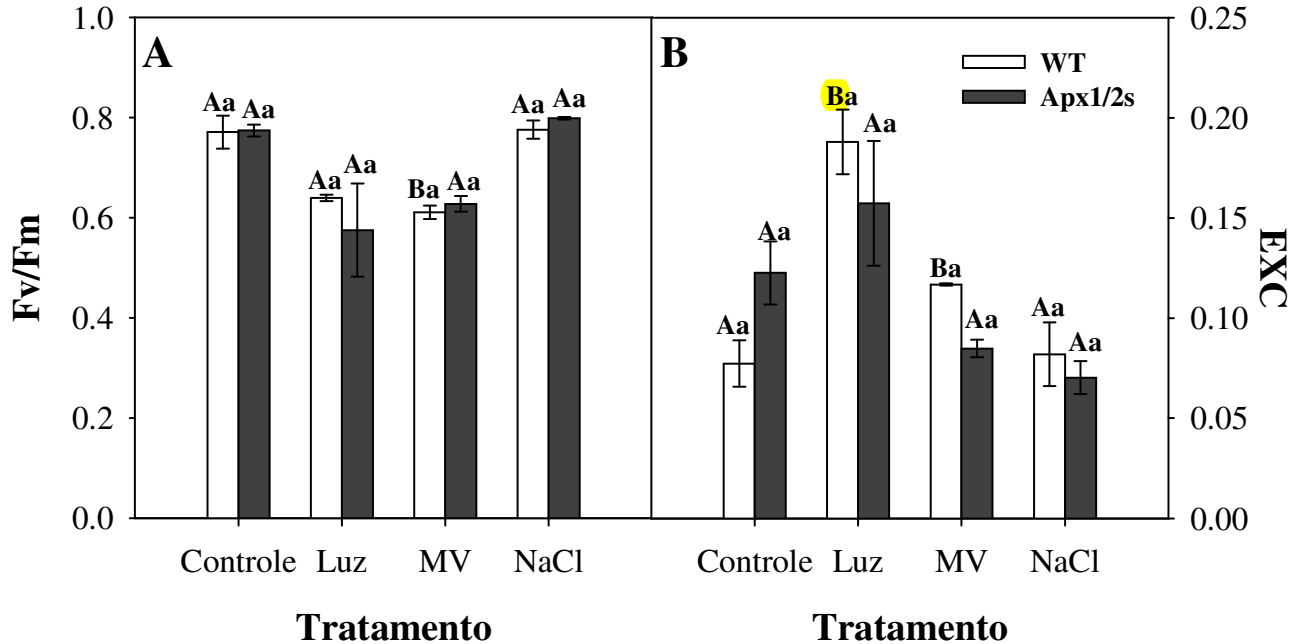 A
Fv/Fm
1.0
0.8
0.6
0.4
0.2
0.0
Aa Aa
Aa Aa
Ba Aa
Aa Aa
Controle Luz MV NaCl
Tratamento
B
WT
Apx1/2s
Aa Aa
Ba Aa
Ba Aa
Aa Aa
Controle Luz MV NaCl
Tratamento
0.25
0.20
0.15
0.10
0.05
0.00
EXC